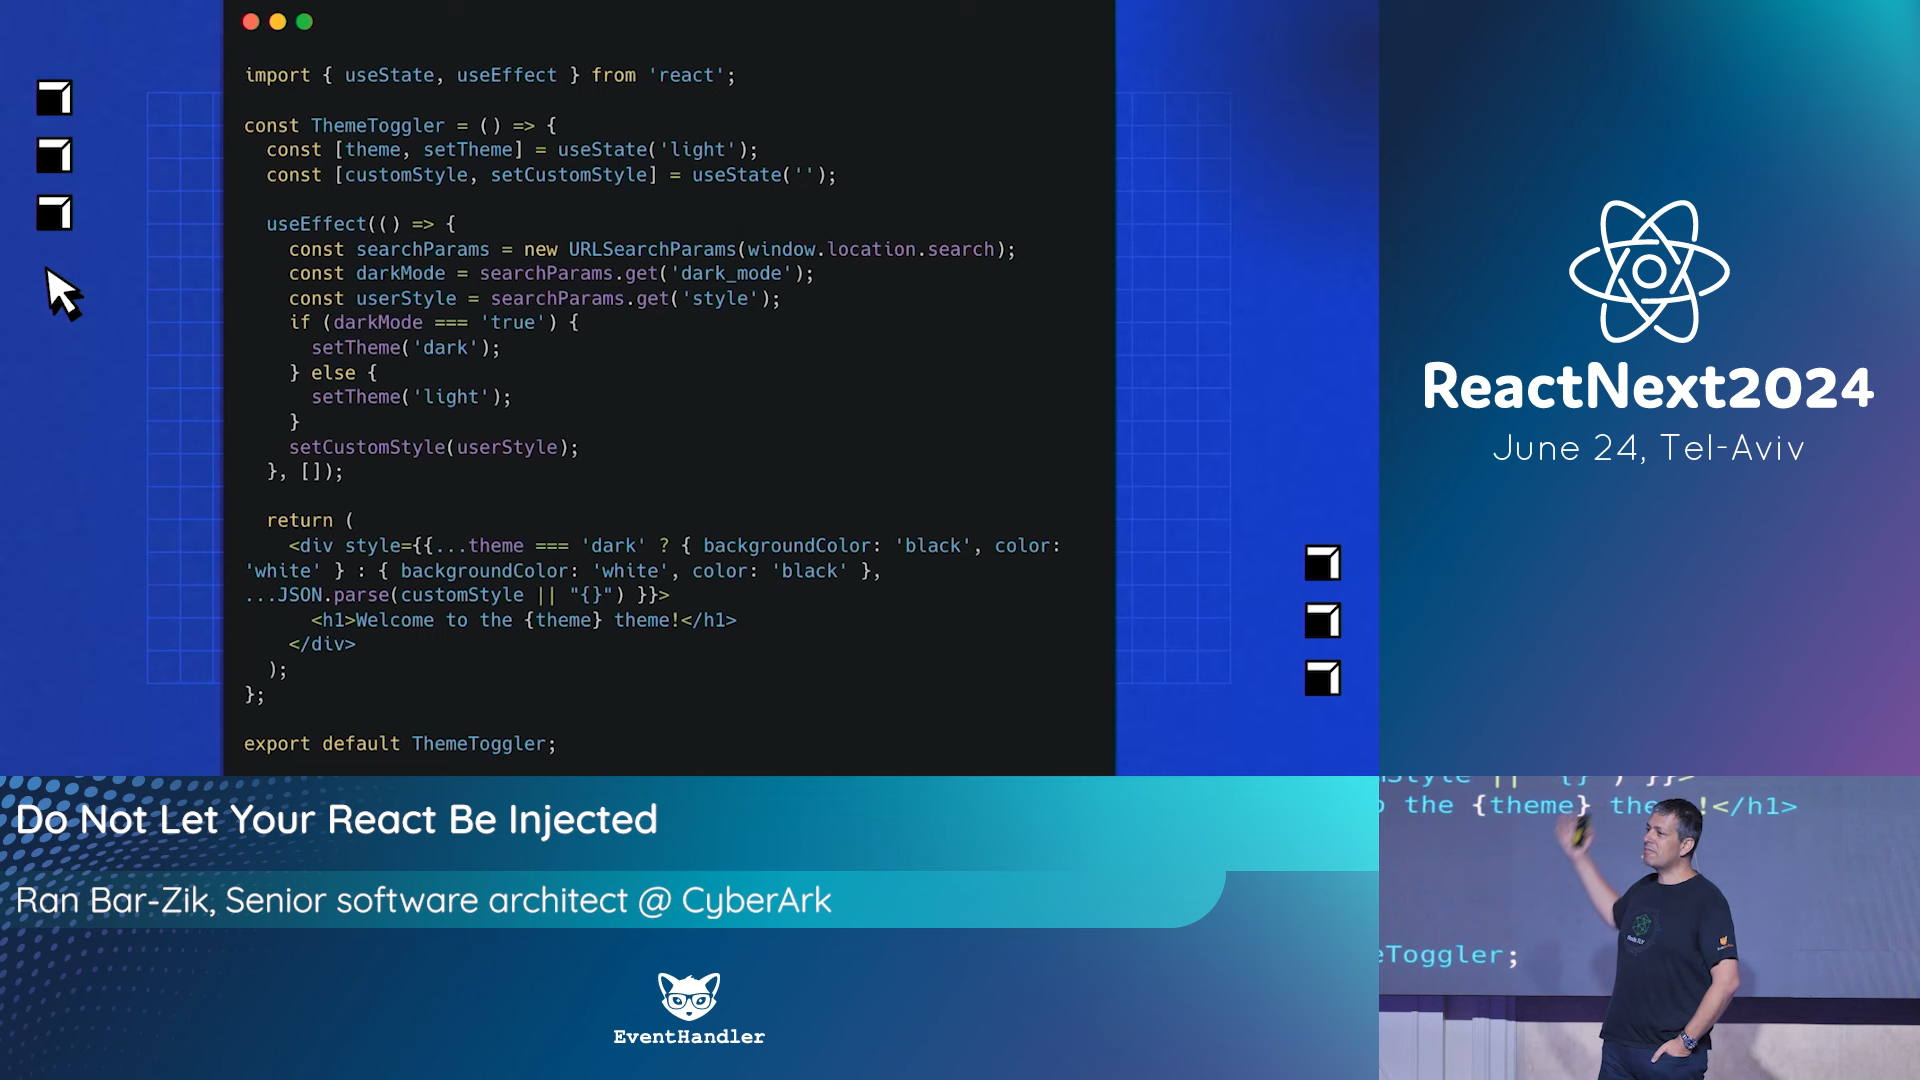 import { useState, useEffect } from 'react';
const ThemeToggler = () => {
const [theme, setTheme] = useState('light');
const [customStyle, setCustomStyle] = useState('');
useEffect(() => {
const searchParams = new URLSearchParams(window.location.search);
const darkMode = searchParams.get('dark_mode');
const userStyle = searchParams.get('style');
if (darkMode === 'true') {
setTheme('dark');
} else {
setTheme('light');
}
setCustomStyle(userStyle);
}, []);
return (
<div style={{...theme === 'dark' ? { backgroundColor: 'black', color:
'white' } : { backgroundColor: 'white', color: 'black' },
...JSON.parse(customStyle || "{}") }}>
<h1>Welcome to the {theme} theme!</h1>
</div>
);
};
export default ThemeToggler;
ReactNext2024
June 24, Tel-Aviv
Do Not Let Your React Be Injected
Ran Bar-Zik, Senior software architect @ CyberArk
EventHandler
Style || "{}") }}>
o the {theme} the !</h1>
eToggler;